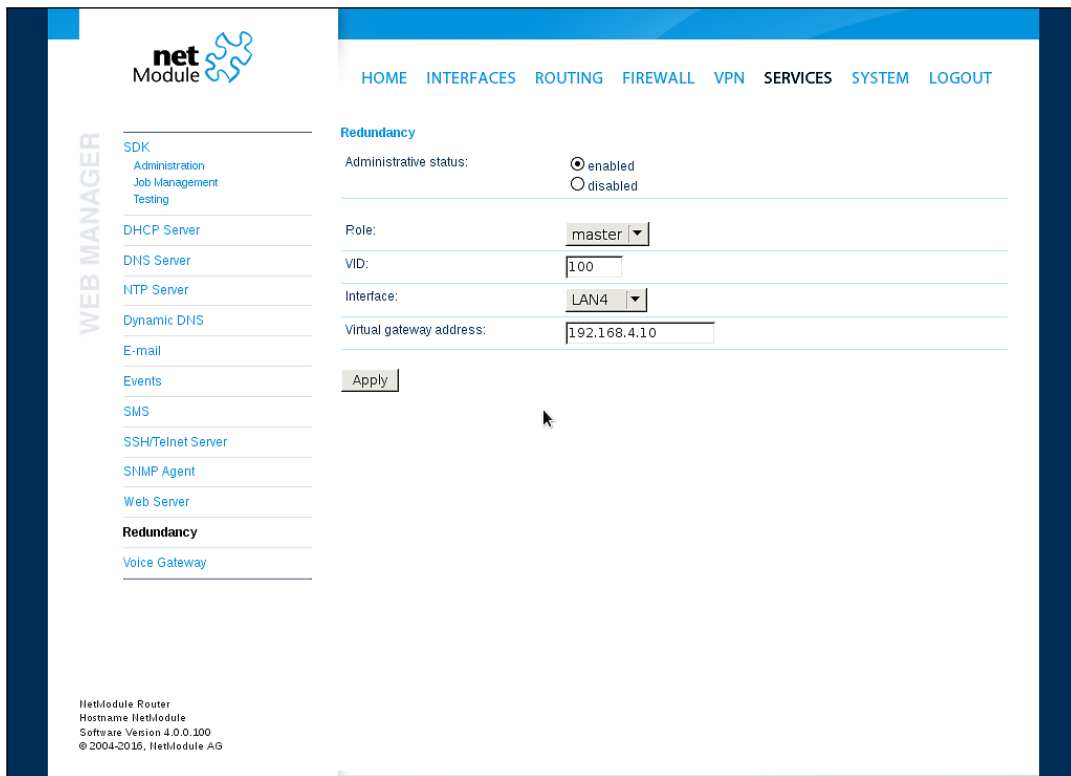 net
Module
HOME INTERFACES ROUTING FIREWALL VPN SERVICES SYSTEM LOGOUT
WEB MANAGER
SDK
Administration
Job Management
Testing
DHCP Server
DNS Server
NTP Server
Dynamic DNS
E-mail
Events
SMS
SSH/Telnet Server
SNMP Agent
Web Server
Redundancy
Voice Gateway
Redundancy
Administrative status:
enabled
disabled
Role: master
VID: 100
Interface: LAN4
Virtual gateway address: 192.168.4.10
Apply
NetModule Router
Hostname NetModule
Software Version 4.0.0.100
© 2004-2016, NetModule AG